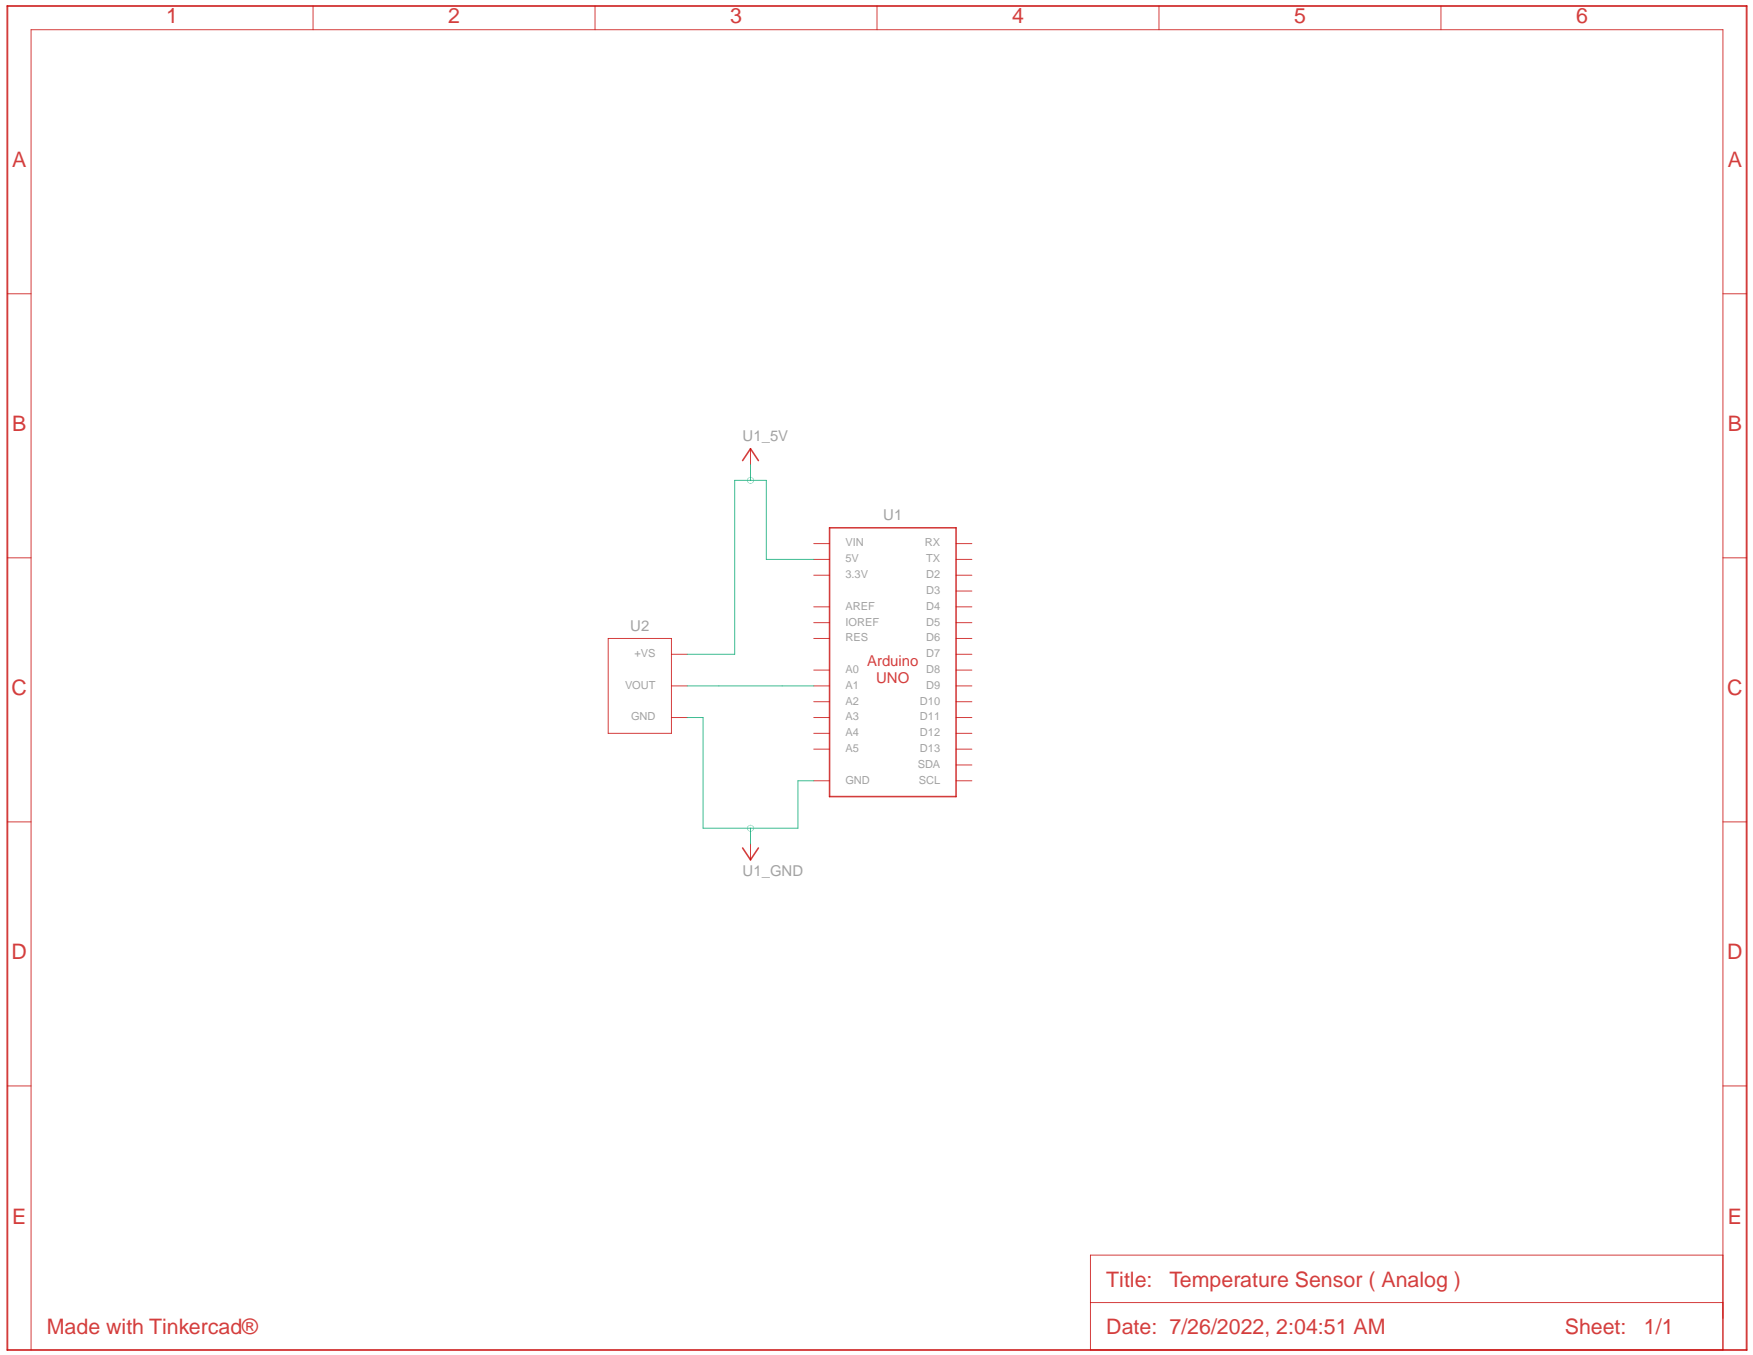 1 2 3 4 5 6
A A
B B
U1_5V
U1
VIN RX
5V TX
3.3V D2
D3
AREF D4
IOREF D5
RES D6
U2
+VS D7
Arduino
UNO
A0 D8
C VOUT A1 D9 C
A2 D10
GND A3 D11
A4 D12
A5 D13
SDA
GND SCL
U1_GND
D D
E E
Title: Temperature Sensor ( Analog )
Made with Tinkercad®
Date: 7/26/2022, 2:04:51 AM Sheet: 1/1